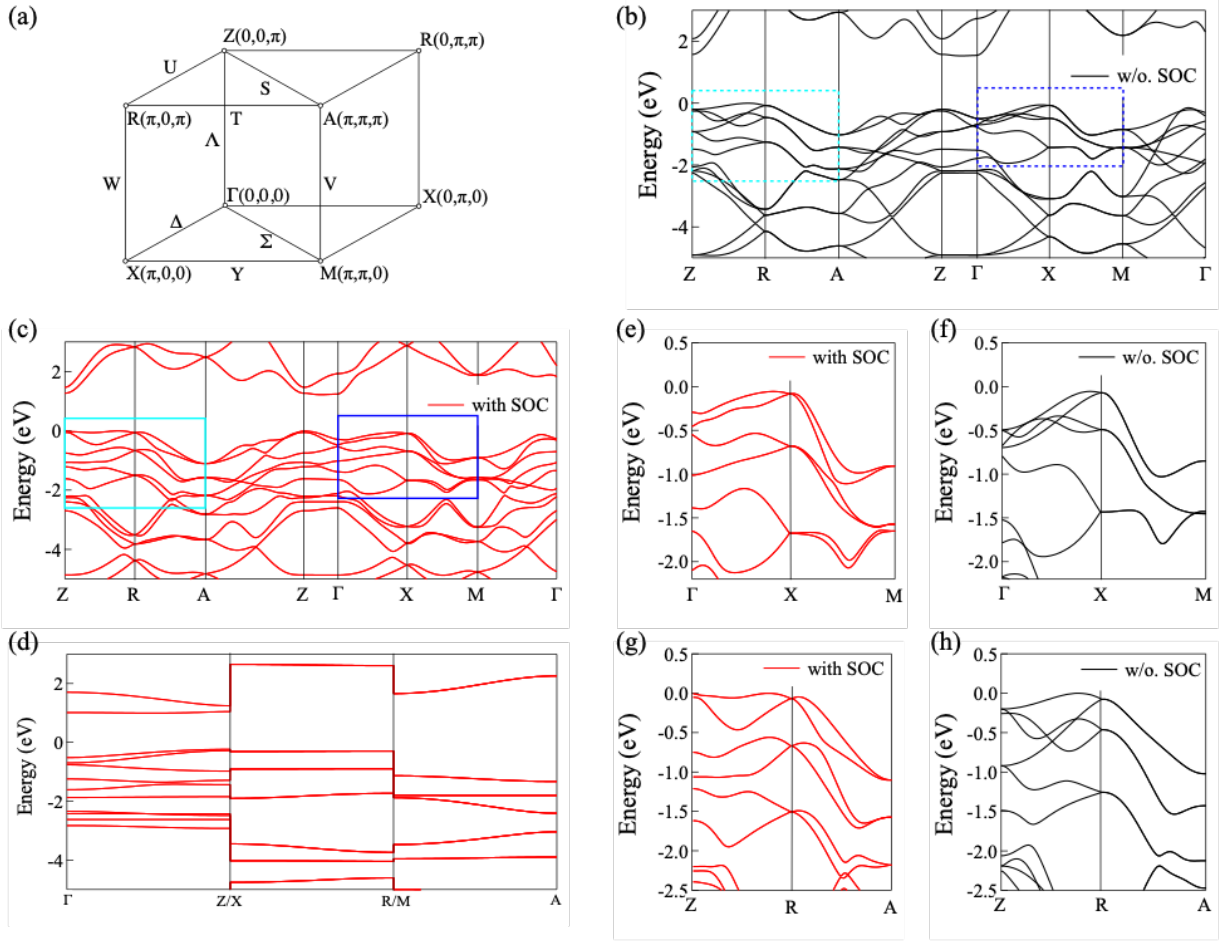 (a)
Z(0,0,π)
R(0,π,π)
U
S
R(π,0,π)
T
A(π,π,π)
Λ
W
V
Γ(0,0,0)
X(0,π,0)
Δ
Σ
X(π,0,0)
Y
M(π,π,0)
(b)
Energy (eV)
2
0
-2
-4
w/o. SOC
Z R A Z Γ X M Γ
(c)
Energy (eV)
2
0
-2
-4
with SOC
Z R A Z Γ X M Γ
(e)
Energy (eV)
0.0
-0.5
-1.0
-1.5
-2.0
with SOC
Γ X M
(f)
Energy (eV)
0.0
-0.5
-1.0
-1.5
-2.0
w/o. SOC
Γ X M
(d)
Energy (eV)
2
0
-2
-4
Γ Z/X R/M A
(g)
Energy (eV)
0.5
0.0
-0.5
-1.0
-1.5
-2.0
-2.5
with SOC
Z R A
(h)
Energy (eV)
0.5
0.0
-0.5
-1.0
-1.5
-2.0
-2.5
w/o. SOC
Z R A